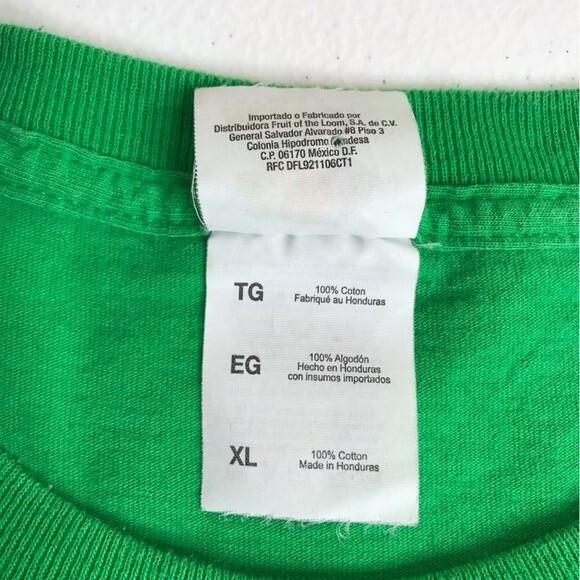 Importado o Fabricado por
Distribuidora Fruit of the Loom, S.A. de C.V.
General Salvador Alvarado #8 Piso 3
Colonia Hipodromo
C.P. 06170 México D.F.
RFC DFL921106CT1
TG
100% Coton
Fabriqué au Honduras
EG
100% Algodón
Hecho en Honduras
con insumos importados
XL
100% Cotton
Made in Honduras